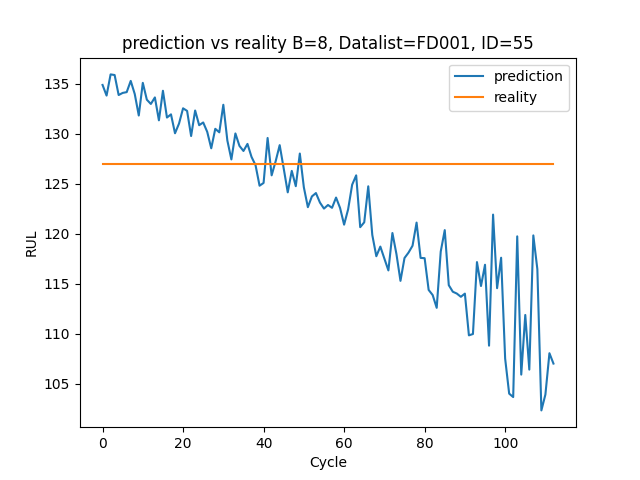 prediction vs reality B=8, Datalist=FD001, ID=55
prediction
reality
RUL
135
130
125
120
115
110
105
0 20 40 60 80 100
Cycle